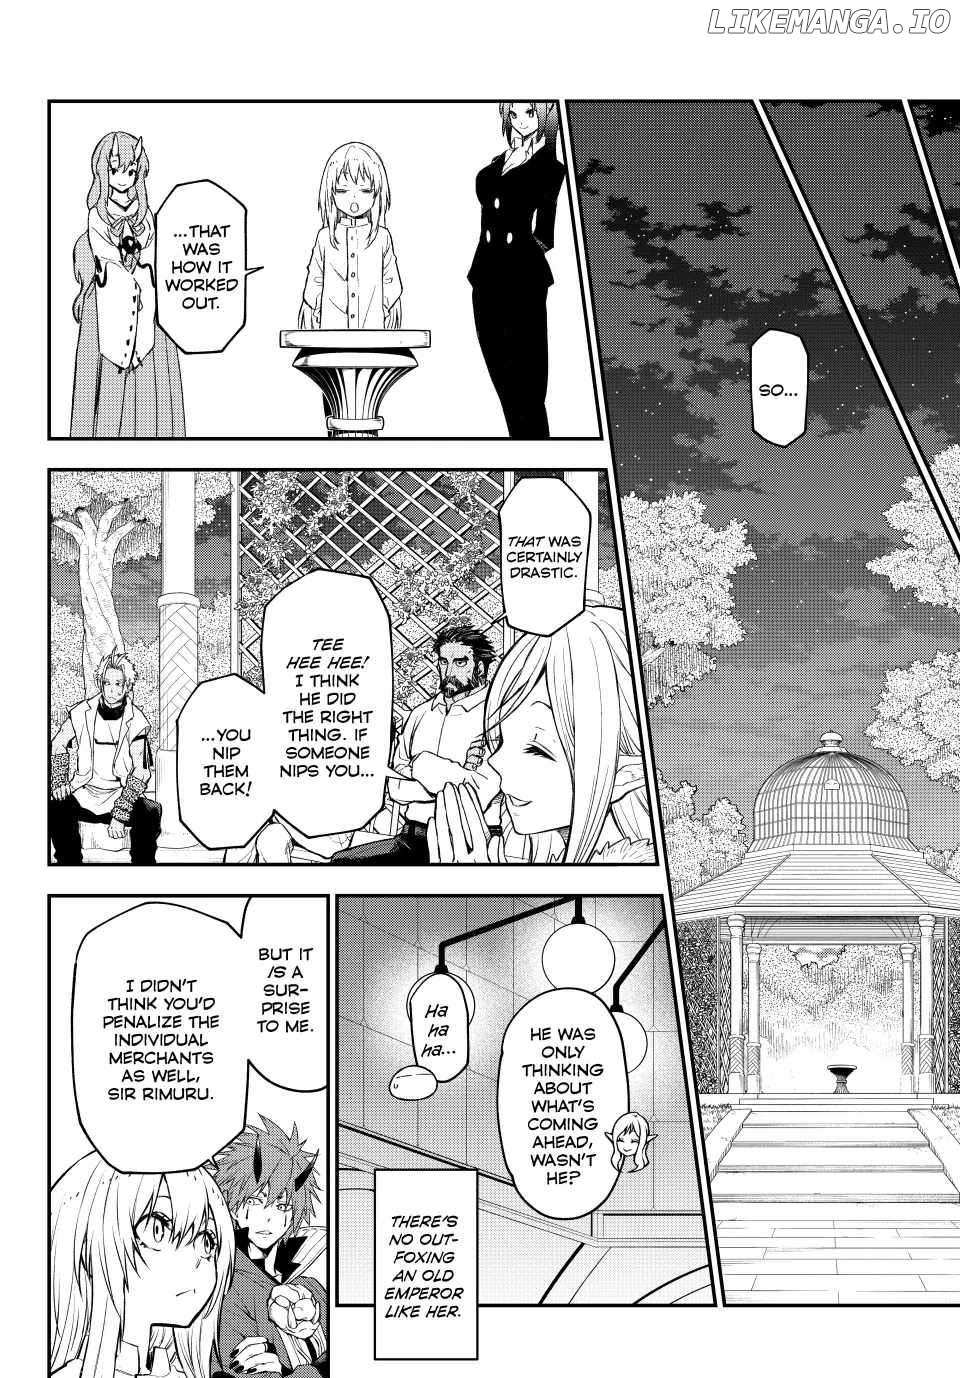 LIKEMANGA.IO
SO...
...THAT
WAS
HOW IT
WORKED
OUT.
THAT WAS
CERTAINLY
DRASTIC.
TEE
HEE HEE!
I THINK
HE DID
THE RIGHT
THING. IF
SOMEONE
NIPS YOU...
...YOU
NIP
THEM
BACK!
HE WAS
ONLY
THINKING
ABOUT
WHAT'S
COMING
AHEAD,
WASN'T
HE?
Ha
ha
ha...
THERE'S
NO OUT-
FOXING
AN OLD
EMPEROR
LIKE HER.
BUT IT
IS A
SUR-
PRISE
TO ME.
I DIDN'T
THINK YOU'D
PENALIZE THE
INDIVIDUAL
MERCHANTS
AS WELL,
SIR RIMURU.